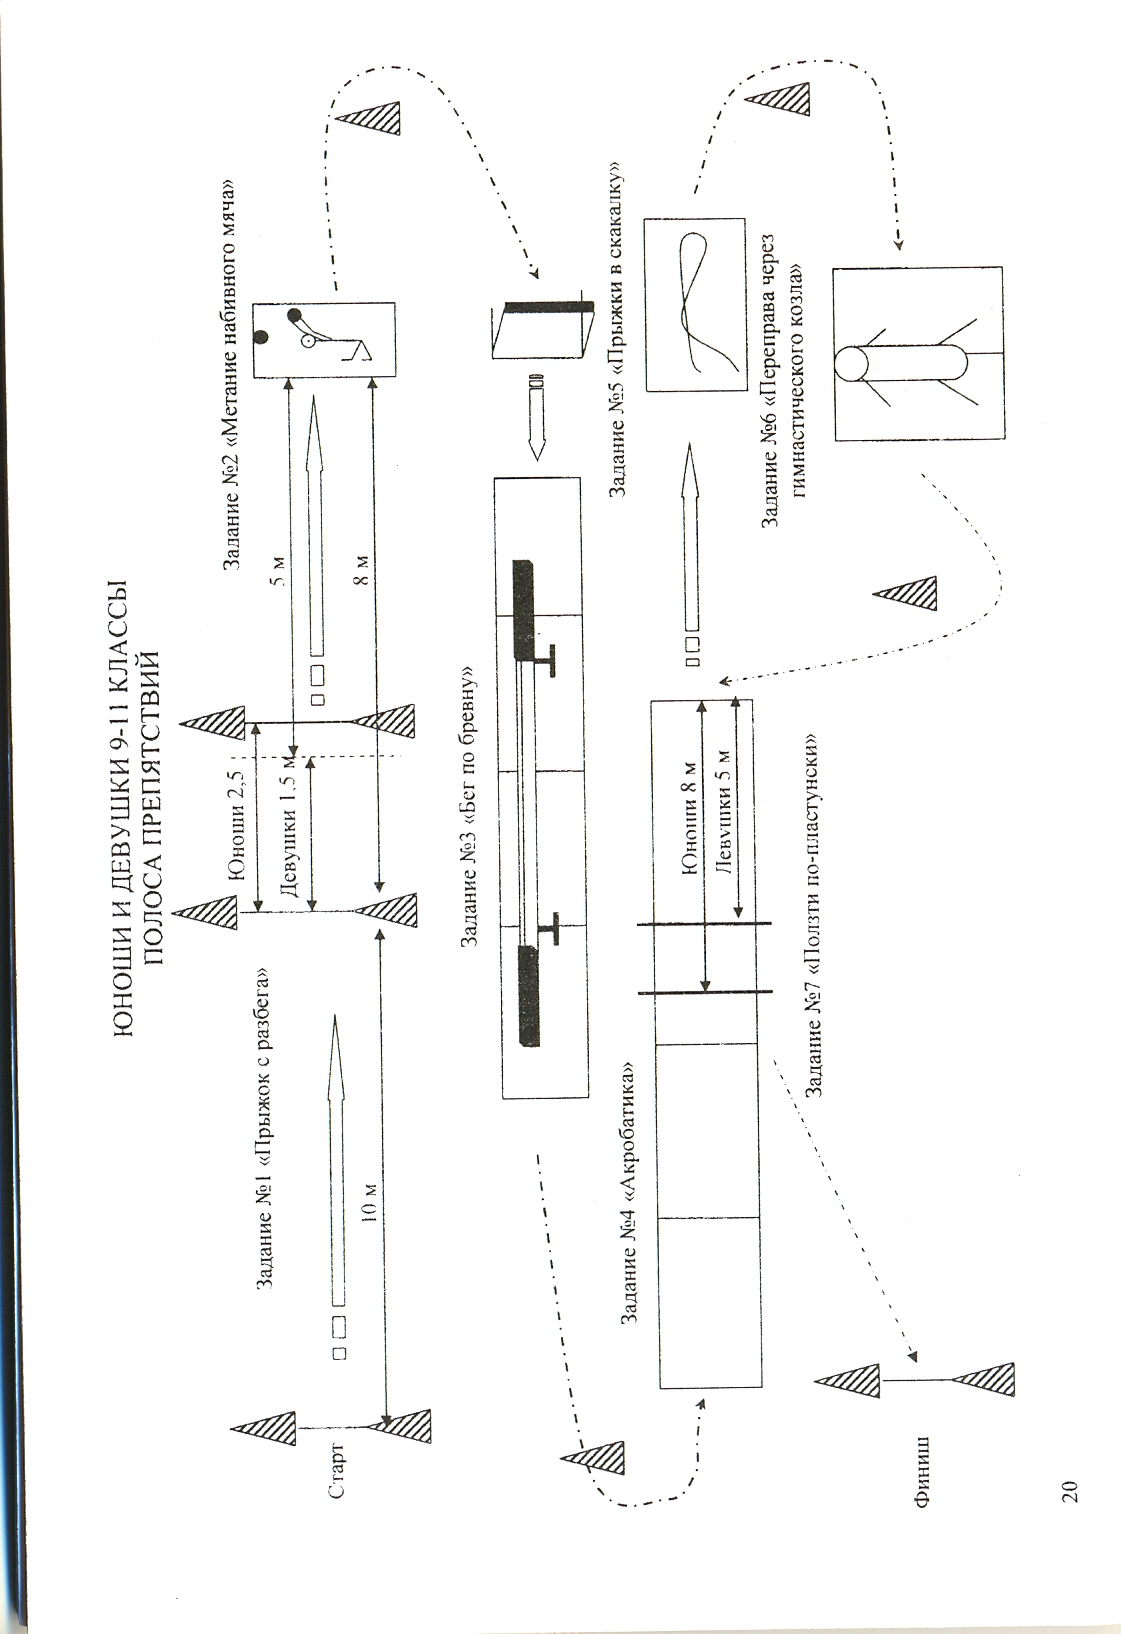 ЮНОШИ И ДЕВУШКИ 9-11 КЛАССЫ
ПОЛОСА ПРЕПЯТСТВИЙ
Задание №1 «Прыжок с разбега»
Задание №2 «Метание набивного мяча»
Юноши 2,5
5 м
Девушки 1,5 м
Старт
10 м
8 м
Задание №3 «Бег по бревну»
Задание №4 «Акробатика»
Задание №5 «Прыжки в скакалку»
Юноши 8 м
Девушки 5 м
Задание №6 «Переправа через
гимнастического козла»
Задание №7 «Ползти по-пластунски»
Финиш
20